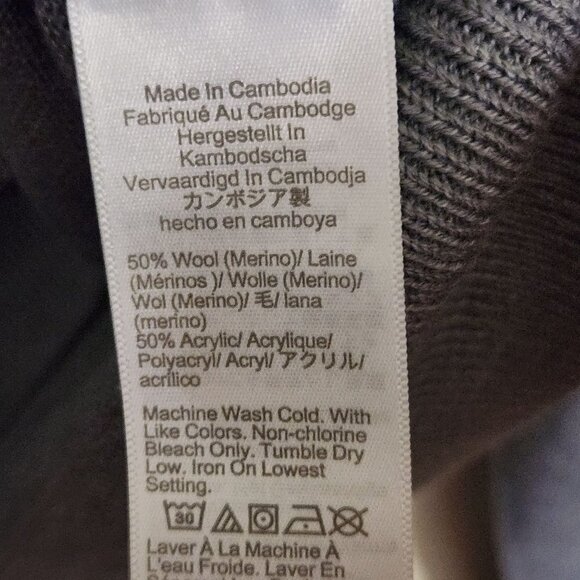 Made In Cambodia
Fabriqué Au Cambodge
Hergestellt In
Kambodscha
Vervaardigd In Cambodja
カンボジア製
hecho en camboya
50% Wool (Merino)/ Laine
(Mérinos )/ Wolle (Merino)/
Wol (Merino)/ 毛/ lana
(merino)
50% Acrylic/ Acrylique/
Polyacryl/ Acryl/ アクリル/
acrílico
Machine Wash Cold. With
Like Colors. Non-chlorine
Bleach Only. Tumble Dry
Low. Iron On Lowest
Setting.
30
Laver À La Machine À
L'eau Froide. Laver En